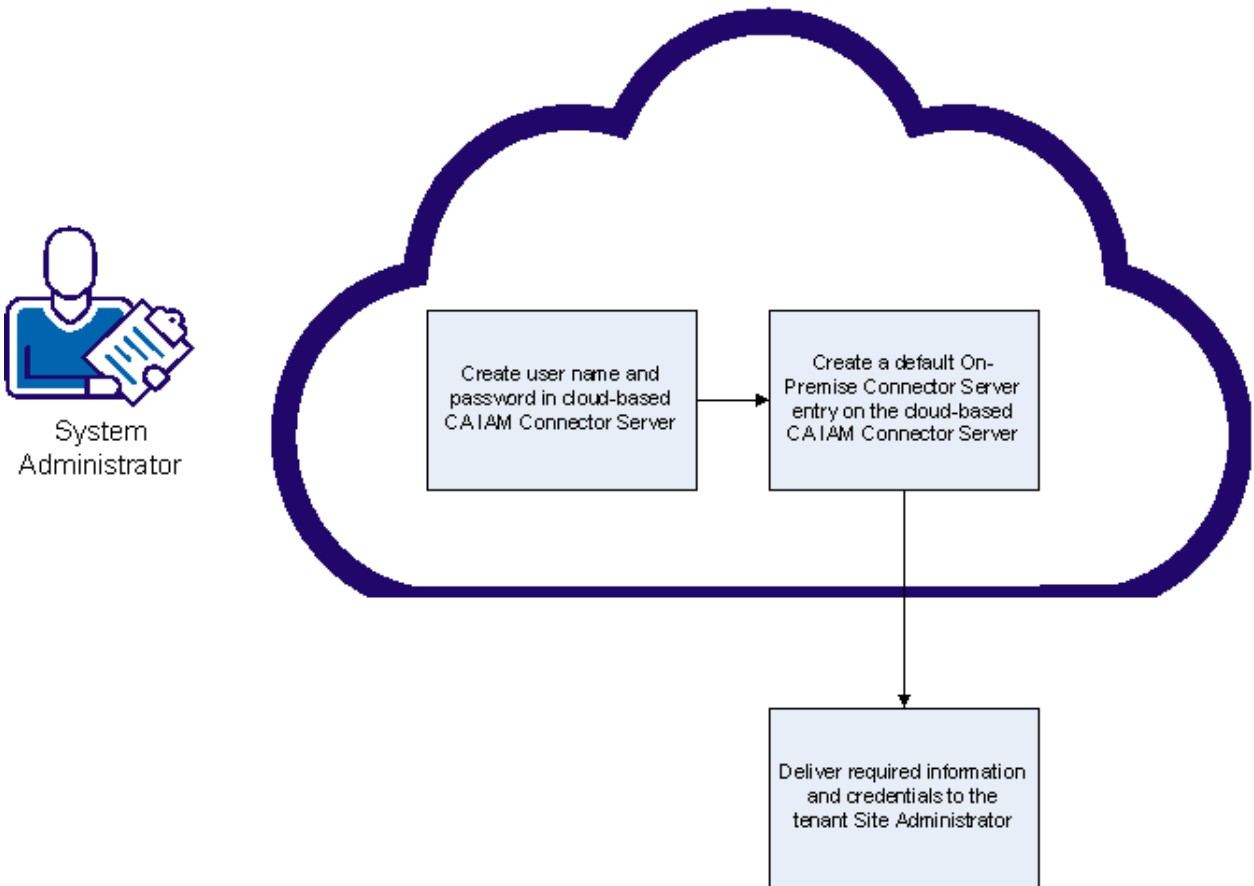 Create user name and
password in cloud-based
CA IAM Connector Server
Create a default On-
Premise Connector Server
entry on the cloud-based
CA IAM Connector Server
System
Administrator
Deliver required information
and credentials to the
tenant Site Administrator